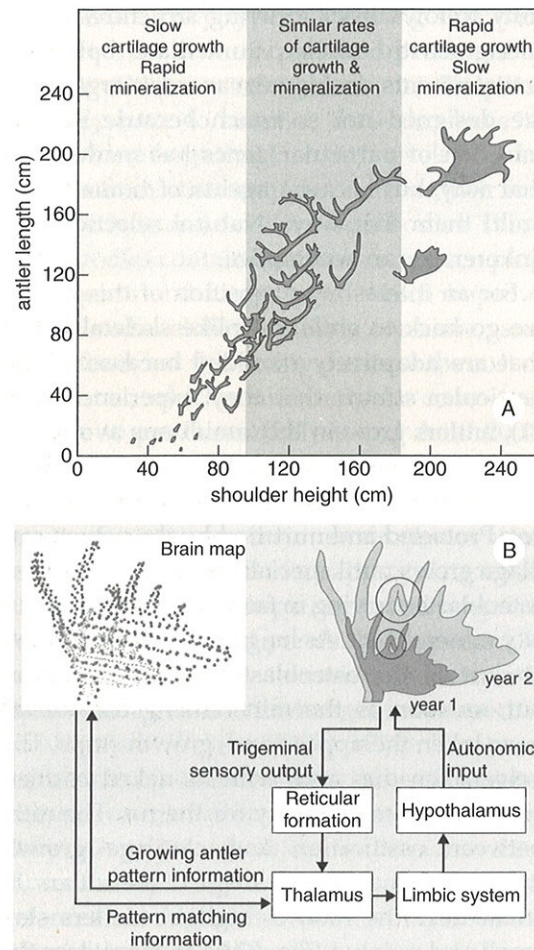 Slow
cartilage growth
Rapid
mineralization
Similar rates
of cartilage
growth &
mineralization
Rapid
cartilage growth
Slow
mineralization
antler length (cm)
240
200
160
120
80
40
0
0
40
80
120
160
200
240
shoulder height (cm)
A
Brain map
B
year 2
year 1
Trigeminal
sensory output
Autonomic
input
Reticular
formation
Hypothalamus
Growing antler
pattern information
Thalamus
Limbic system
Pattern matching
information